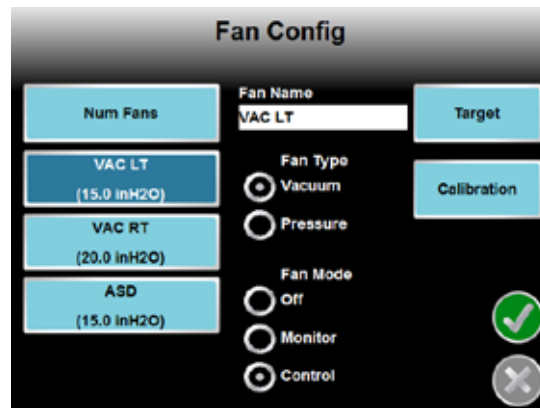 Fan Config
Num Fans
VAC LT
(15.0 inH2O)
VAC RT
(20.0 inH2O)
ASD
(15.0 inH2O)
Fan Name
VAC LT
Fan Type
Vacuum
Pressure
Fan Mode
Off
Monitor
Control
Target
Calibration